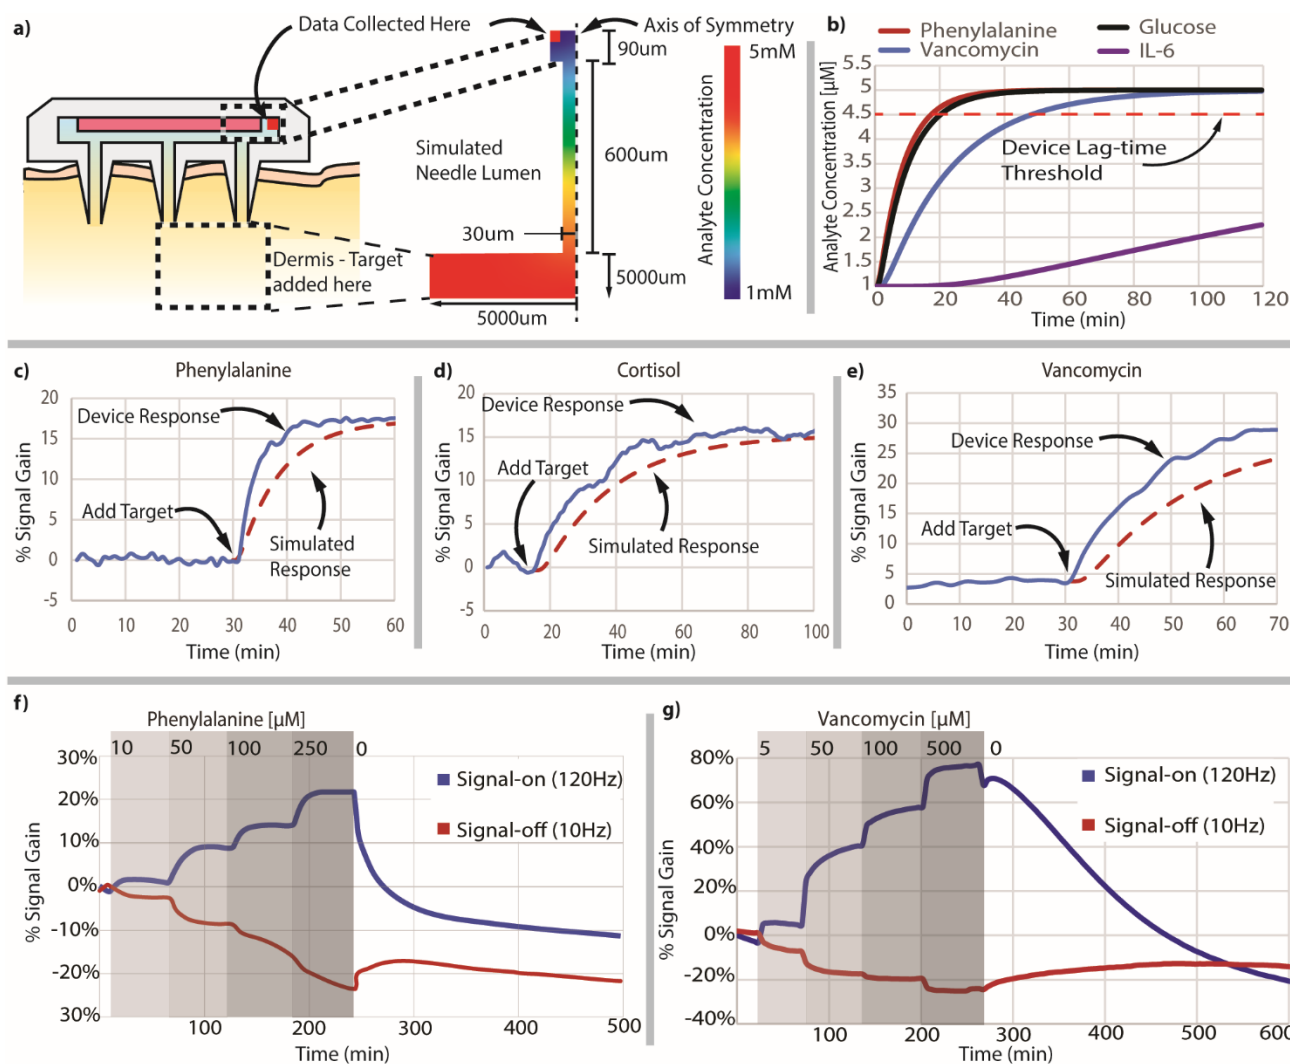 a)
Data Collected Here
Axis of Symmetry
90um
5mM
Simulated
Needle Lumen
600um
Analyte Concentration
30um
Dermis - Target
added here
5000um
1mM
5000um
b)
Phenylalanine
Glucose
Vancomycin
IL-6
Analyte Concentration [µM]
5.5
5
4.5
4
3.5
3
2.5
2
1.5
1
Device Lag-time
Threshold
0 20 40 60 80 100 120
Time (min)
c)
Phenylalanine
% Signal Gain
20
15
10
5
0
-5
Device Response
Add Target
Simulated
Response
0 10 20 30 40 50 60
Time (min)
d)
Cortisol
% Signal Gain
20
15
10
5
0
-5
Device Response
Add Target
Simulated Response
0 20 40 60 80 100
Time (min)
e)
Vancomycin
% Signal Gain
35
30
25
20
15
10
5
0
Device Response
Add Target
Simulated Response
0 10 20 30 40 50 60 70
Time (min)
f)
Phenylalanine [µM]
10 50 100 250 0
% Signal Gain
30%
20%
10%
0%
-10%
-20%
30%
Signal-on (120Hz)
Signal-off (10Hz)
100 200 300 400 500
Time (min)
g)
Vancomycin [µM]
5 50 100 500 0
% Signal Gain
80%
60%
40%
20%
0%
-20%
-40%
Signal-on (120Hz)
Signal-off (10Hz)
100 200 300 400 500 600
Time (min)